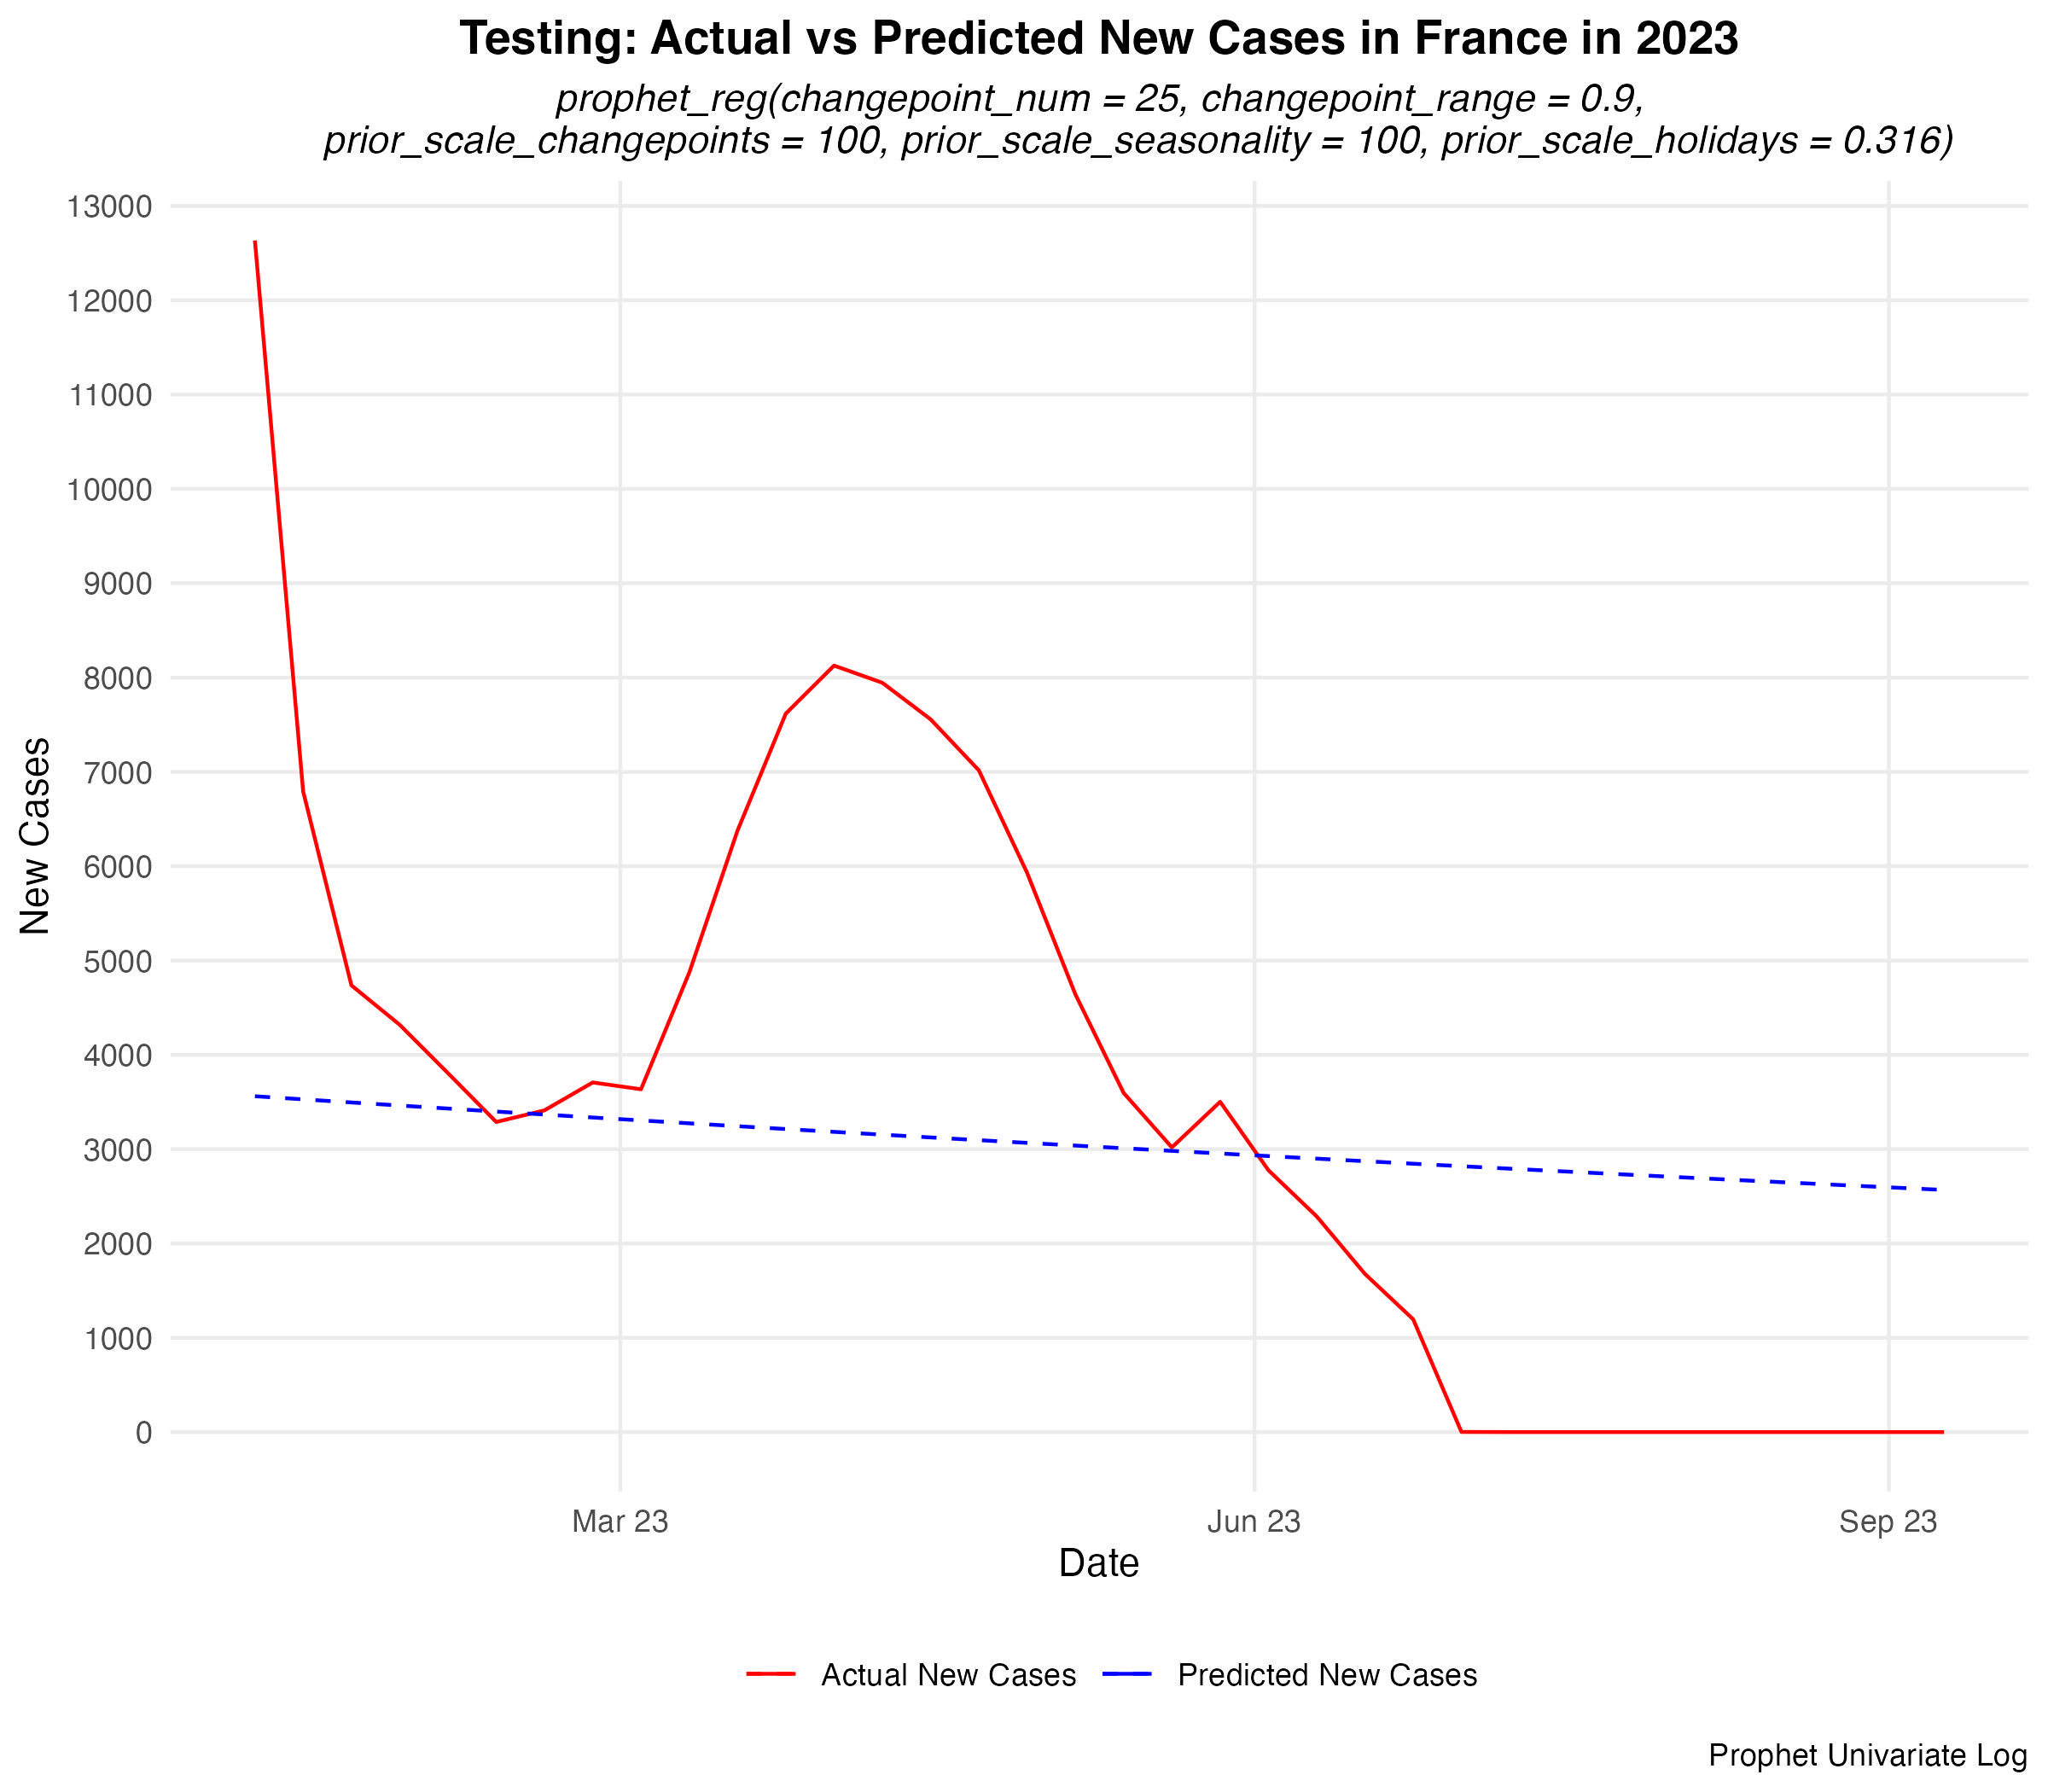 Testing: Actual vs Predicted New Cases in France in 2023
prophet_reg(changepoint_num = 25, changepoint_range = 0.9,
prior_scale_changepoints = 100, prior_scale_seasonality = 100, prior_scale_holidays = 0.316)
13000
12000
11000
10000
9000
8000
7000
6000
5000
4000
3000
2000
1000
0
New Cases
Mar 23 Jun 23 Sep 23
Date
Actual New Cases Predicted New Cases
Prophet Univariate Log